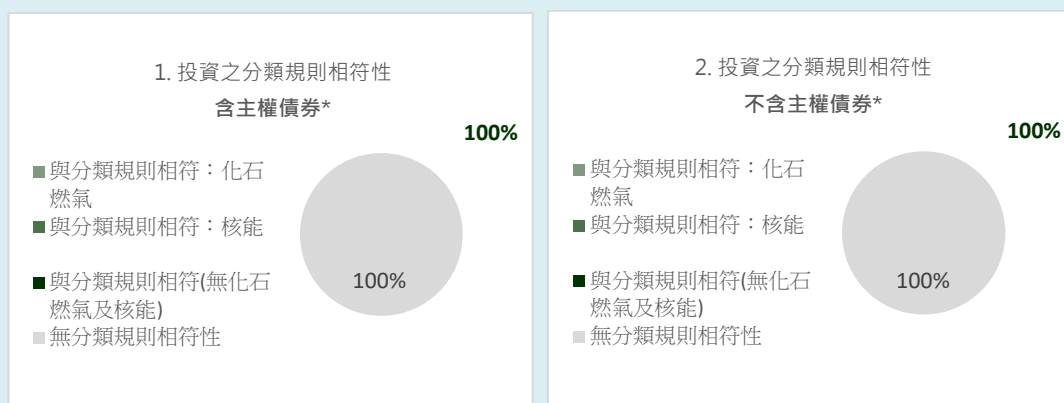 1. 投資之分類規則相符性
含主權債券*
100%
與分類規則相符：化石
燃氣
與分類規則相符：核能
與分類規則相符(無化石
燃氣及核能)
無分類規則相符性
100%
2. 投資之分類規則相符性
不含主權債券*
100%
與分類規則相符：化石
燃氣
與分類規則相符：核能
與分類規則相符(無化石
燃氣及核能)
無分類規則相符性
100%